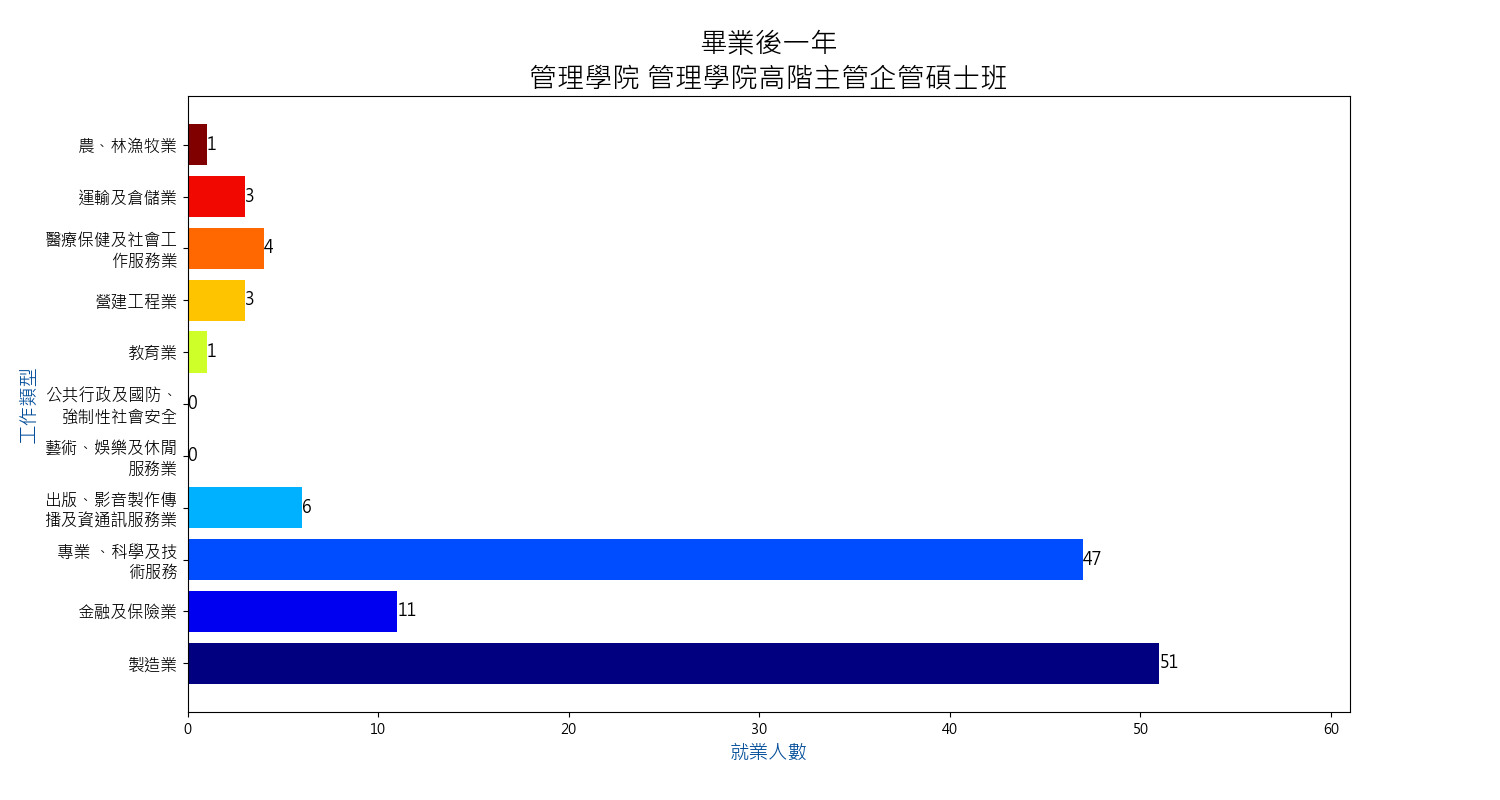 畢業後一年
管理學院 管理學院高階主管企管碩士班
農、林漁牧業
1
運輸及倉儲業
3
醫療保健及社會工
作服務業
4
營建工程業
3
教育業
1
公共行政及國防、
強制性社會安全
0
藝術、娛樂及休閒
服務業
0
出版、影音製作傳
播及資通訊服務業
6
專業 、科學及技
術服務
47
金融及保險業
11
製造業
51
工作類型
0 10 20 30 40 50 60
就業人數